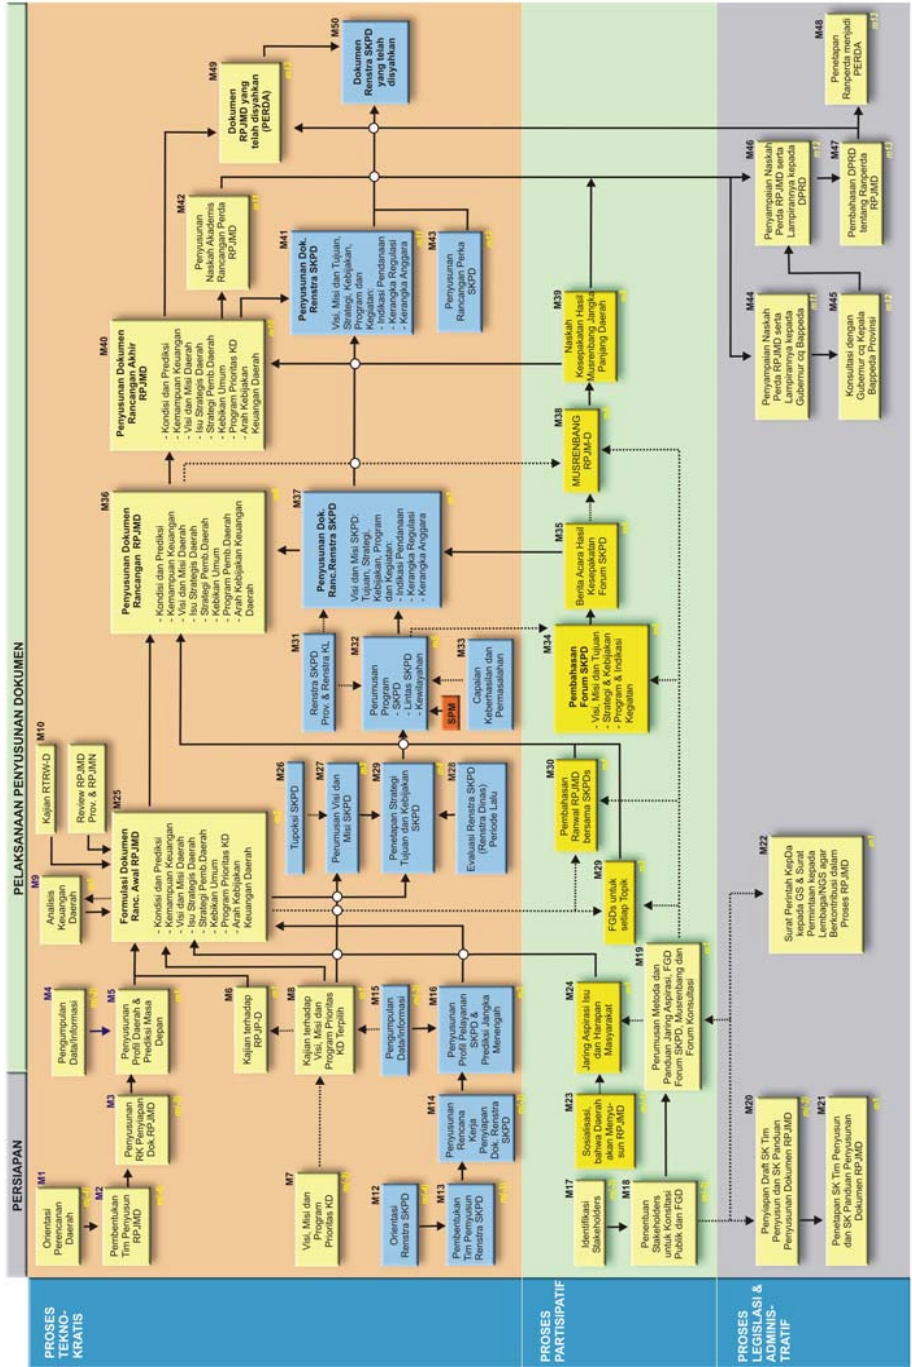 PERSIAPAN
PELAKSANAAN PENYUSUNAN DOKUMEN
PROSES
TEKNO-
KRATIS
M1
Orientasi
Perencanan
Daerah
M2
Pembentukan
Tim Penyusun
RPJMD
M3
Penyusunan
RK Penyiapan
Dok.RPJMD
M4
Pengumpulan
Data/Informasi
M5
Penyusunan
Profil Daerah &
Prediksi Masa
Depan
M6
Kajian terhadap
RPJP-D
M7
Visi, Misi dan
Program
Prioritas KD
M8
Kajian terhadap
Visi, Misi dan
Program Prioritas
KD Terpilih
M9
Analisis
Keuangan
Daerah
M10
Kajian RTRW-D
Review RPJMD
Prov. & RPJMN
M25
Formulasi Dokumen
Ranc. Awal RPJMD
- Kondisi dan Prediksi
- Kemampuan Keuangan
- Visi dan Misi Daerah
- Isu Strategis Daerah
- Strategi Pemb.Daerah
- Kebikan Umum
- Program Prioritas KD
- Arah Kebijakan
Keuangan Daerah
M12
Orientasi
Renstra SKPD
M13
Pembentukan
Tim Penyusun
Renstra SKPD
M14
Penyusunan
Rencana
Kerja
Penyiapan
Dok. Renstra
SKPD
M15
Pengumpulan
Data/Informasi
M16
Penyusunan
Profil Pelayanan
SKPD &
Prediksi Jangka
Menengah
M26
Tupoksi SKPD
M27
Perumusan Visi dan
Misi SKPD
M29
Penetapan Strategi
Tujuan dan Kebijakan
SKPD
M28
Evaluasi Renstra SKPD
(Renstra Dinas)
Periode Lalu
M31
Renstra SKPD
Prov. & Renstra KL
M32
Perumusan
Program
- SKPD
- Lintas SKPD
- Kewilayahan
SPM
M33
Capaian
Keberhasilan dan
Permasalahan
M36
Penyusunan Dokumen
Rancangan RPJMD
- Kondisi dan Prediksi
- Kemampuan Keuangan
- Visi dan Misi Daerah
- Isu Strategis Daerah
- Strategi Pemb.Daerah
- Kebikan Umum
- Program Pemb.Daerah
- Arah Kebijakan Keuangan
Daerah
M37
Penyusunan Dok.
Ranc.Renstra SKPD
Visi dan Misi SKPD:
Tujuan, Strategi,
Kebijakan, Program
dan Kegiatan:
- Indikasi Pendanaan
- Kerangka Regulasi
- Kerangka Anggara
M40
Penyusunan Dokumen
Rancangan Akhir
RPJMD
- Kondisi dan Prediksi
- Kemampuan Keuangan
- Visi dan Misi Daerah
- Isu Strategis Daerah
- Strategi Pemb.Daerah
- Kebikan Umum
- Program Prioritas KD
- Arah Kebijakan
Keuangan Daerah
M41
Penyusunan Dok.
Renstra SKPD
Visi, Misi dan Tujuan,
Strategi, Kebijakan,
Program dan
Kegiatan:
- Indikasi Pendanaan
- Kerangka Regulasi
- Kerangka Anggara
M42
Penyusunan
Naskah Akademis
Rancangan Perda
RPJMD
m11
M43
Penyusunan
Rancangan Perka
SKPD
M49
Dokumen
RPJMD yang
telah disyahkan
(PERDA)
M50
Dokumen
Renstra SKPD
yang telah
disyahkan
PROSES
PARTISIPATIF
M17
Identifikasi
Stakeholders
M18
Penentuan
Stakeholders
untuk Konsltasi
Publik dan FGD
M23
Sosialisasi,
bahwa Daerah
akan Menyu-
sun RPJMD
M24
Jaring Aspirasi Isu
dan Harapan
Masyarakat
M19
Perumusan Metoda dan
Panduan Jaring Aspirasi, FGD
Forum SKPD, Musrenbang dan
Forum Konsultasi
M29
FGDs untuk
setiap Topik
M30
Pembahasan
Ranwal RPJMD
bersama SKPDs
M34
Pembahasan
Forum SKPD
- Visi, Misi dan Tujuan
- Strategi & Kebijakan
- Program & Indikasi
Kegiatan
M35
Berita Acara Hasil
Kesepakatan
Forum SKPD
M38
MUSRENBANG
RPJM-D
M39
Naskah
Kesepakatan Hasil
Musrenbang Jangka
Panjang Daerah
PROSES
LEGISLASI &
ADMINIS-
TRATIF
M20
Penyiapan Draft SK Tim
Penyusun dan SK Panduan
Penyusunan Dokumen RPJMD
M21
Penetapan SK Tim Penyusun
dan SK Panduan Penyusunan
Dokumen RPJMD
m1
M22
Surat Perintah KepDa
kepada GS & Surat
Permintaan kepada
Lembaga/NGS agar
Berkontribusi dalam
Proses RPJMD
m1
M44
Penyampaian Naskah
Perda RPJMD serta
Lampirannya kepada
Gubernur cq Bappeda
m11
M45
Konsultasi dengan
Gubernur cq Kepala
Bappeda Provinsi
m12
M46
Penyampaian Naskah
Perda RPJMD serta
Lampirannya kepada
DPRD
m12
M47
Pembahasan DPRD
tentang Ranperda
RPJMD
m13
M48
Penetapan
Ranperda menjadi
PERDA
m13